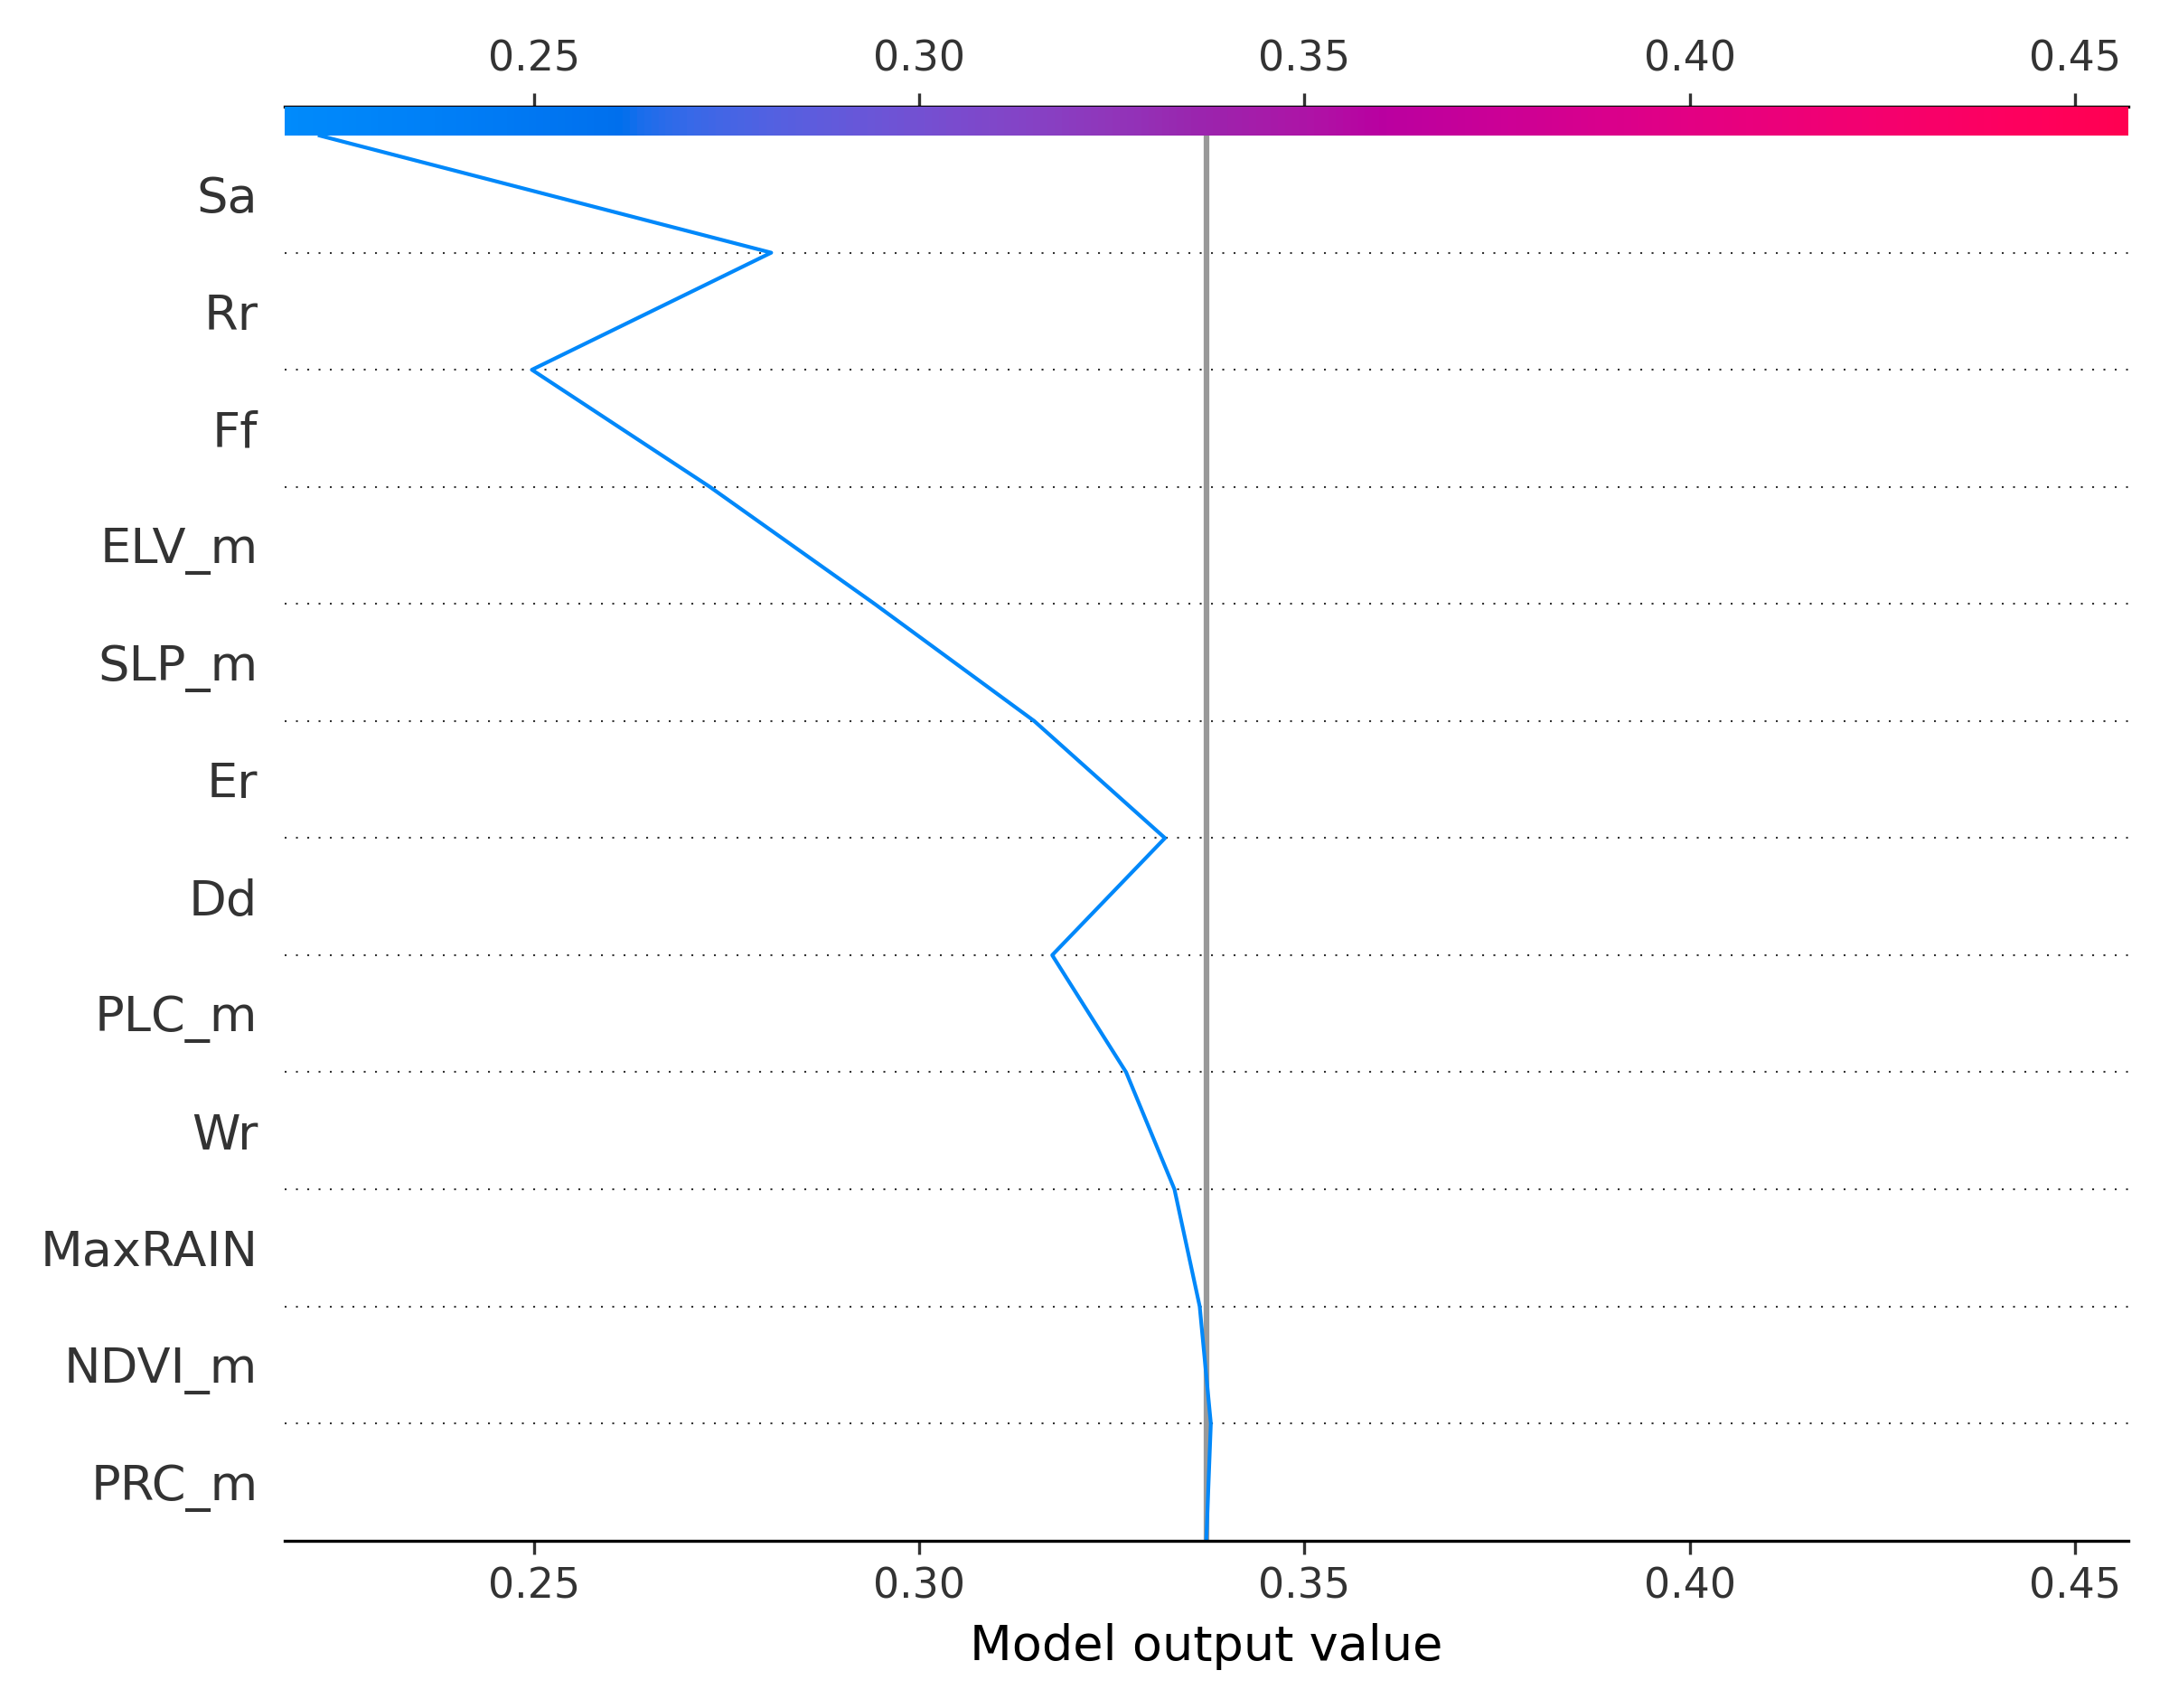 0.25 0.30 0.35 0.40 0.45
Sa
Rr
Ff
ELV_m
SLP_m
Er
Dd
PLC_m
Wr
MaxRAIN
NDVI_m
PRC_m
0.25 0.30 0.35 0.40 0.45
Model output value